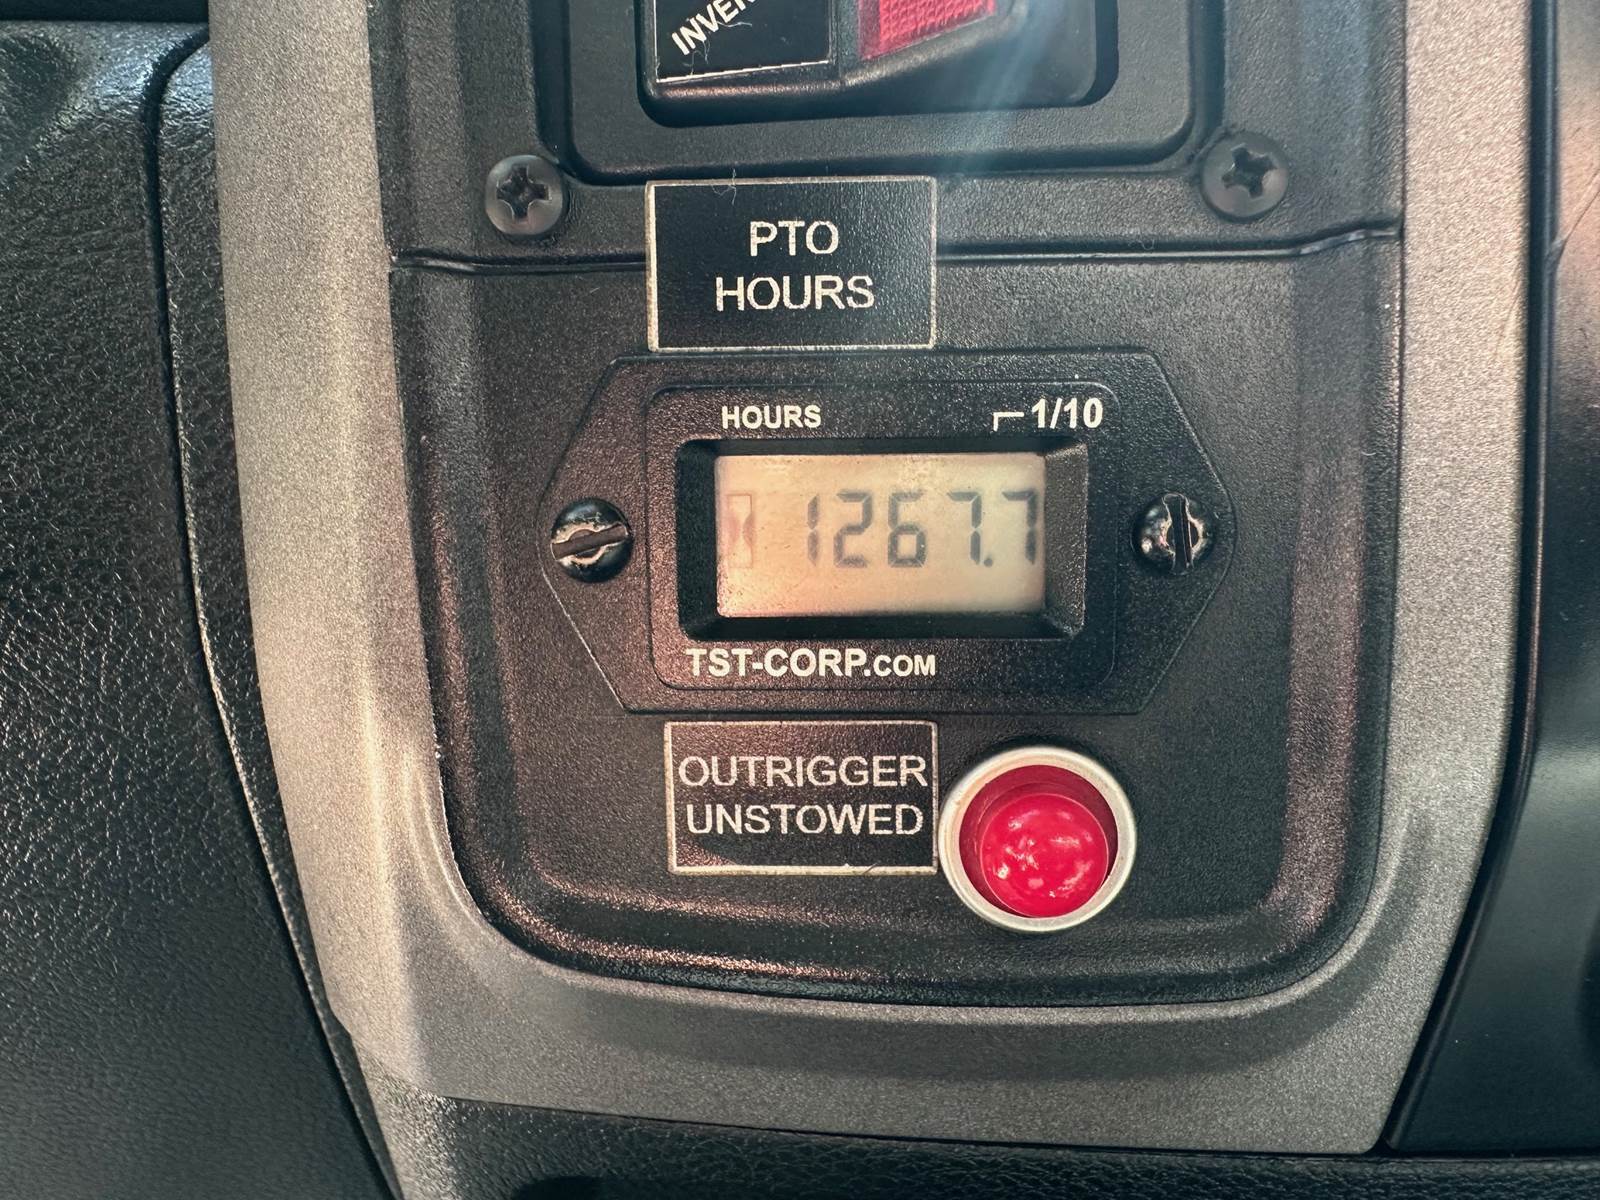 PTO
HOURS
HOURS 1/10
1267.7
TST-CORP.COM
OUTRIGGER
UNSTOWED